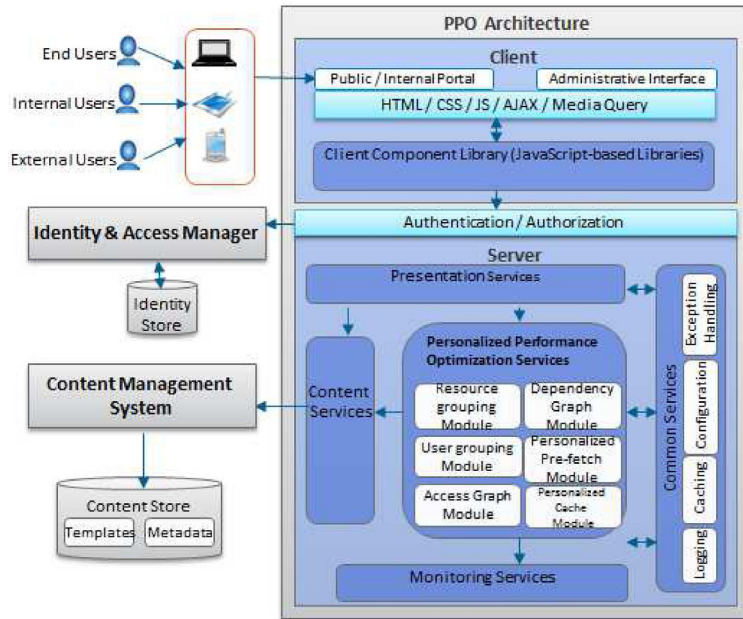 PPO Architecture
End Users
Internal Users
External Users
Client
Public / Internal Portal
Administrative Interface
HTML / CSS / JS / AJAX / Media Query
Client Component Library (JavaScript-based Libraries)
Authentication / Authorization
Identity & Access Manager
Identity
Store
Server
Presentation Services
Personalized Performance
Optimization Services
Resource
grouping
Module
Dependency
Graph
Module
User grouping
Module
Personalized
Pre-fetch
Module
Access Graph
Module
Personalized
Cache Module
Content
Services
Common Services
Exception
Handling
Configuration
Caching
Logging
Monitoring Services
Content Management
System
Content Store
Templates
Metadata